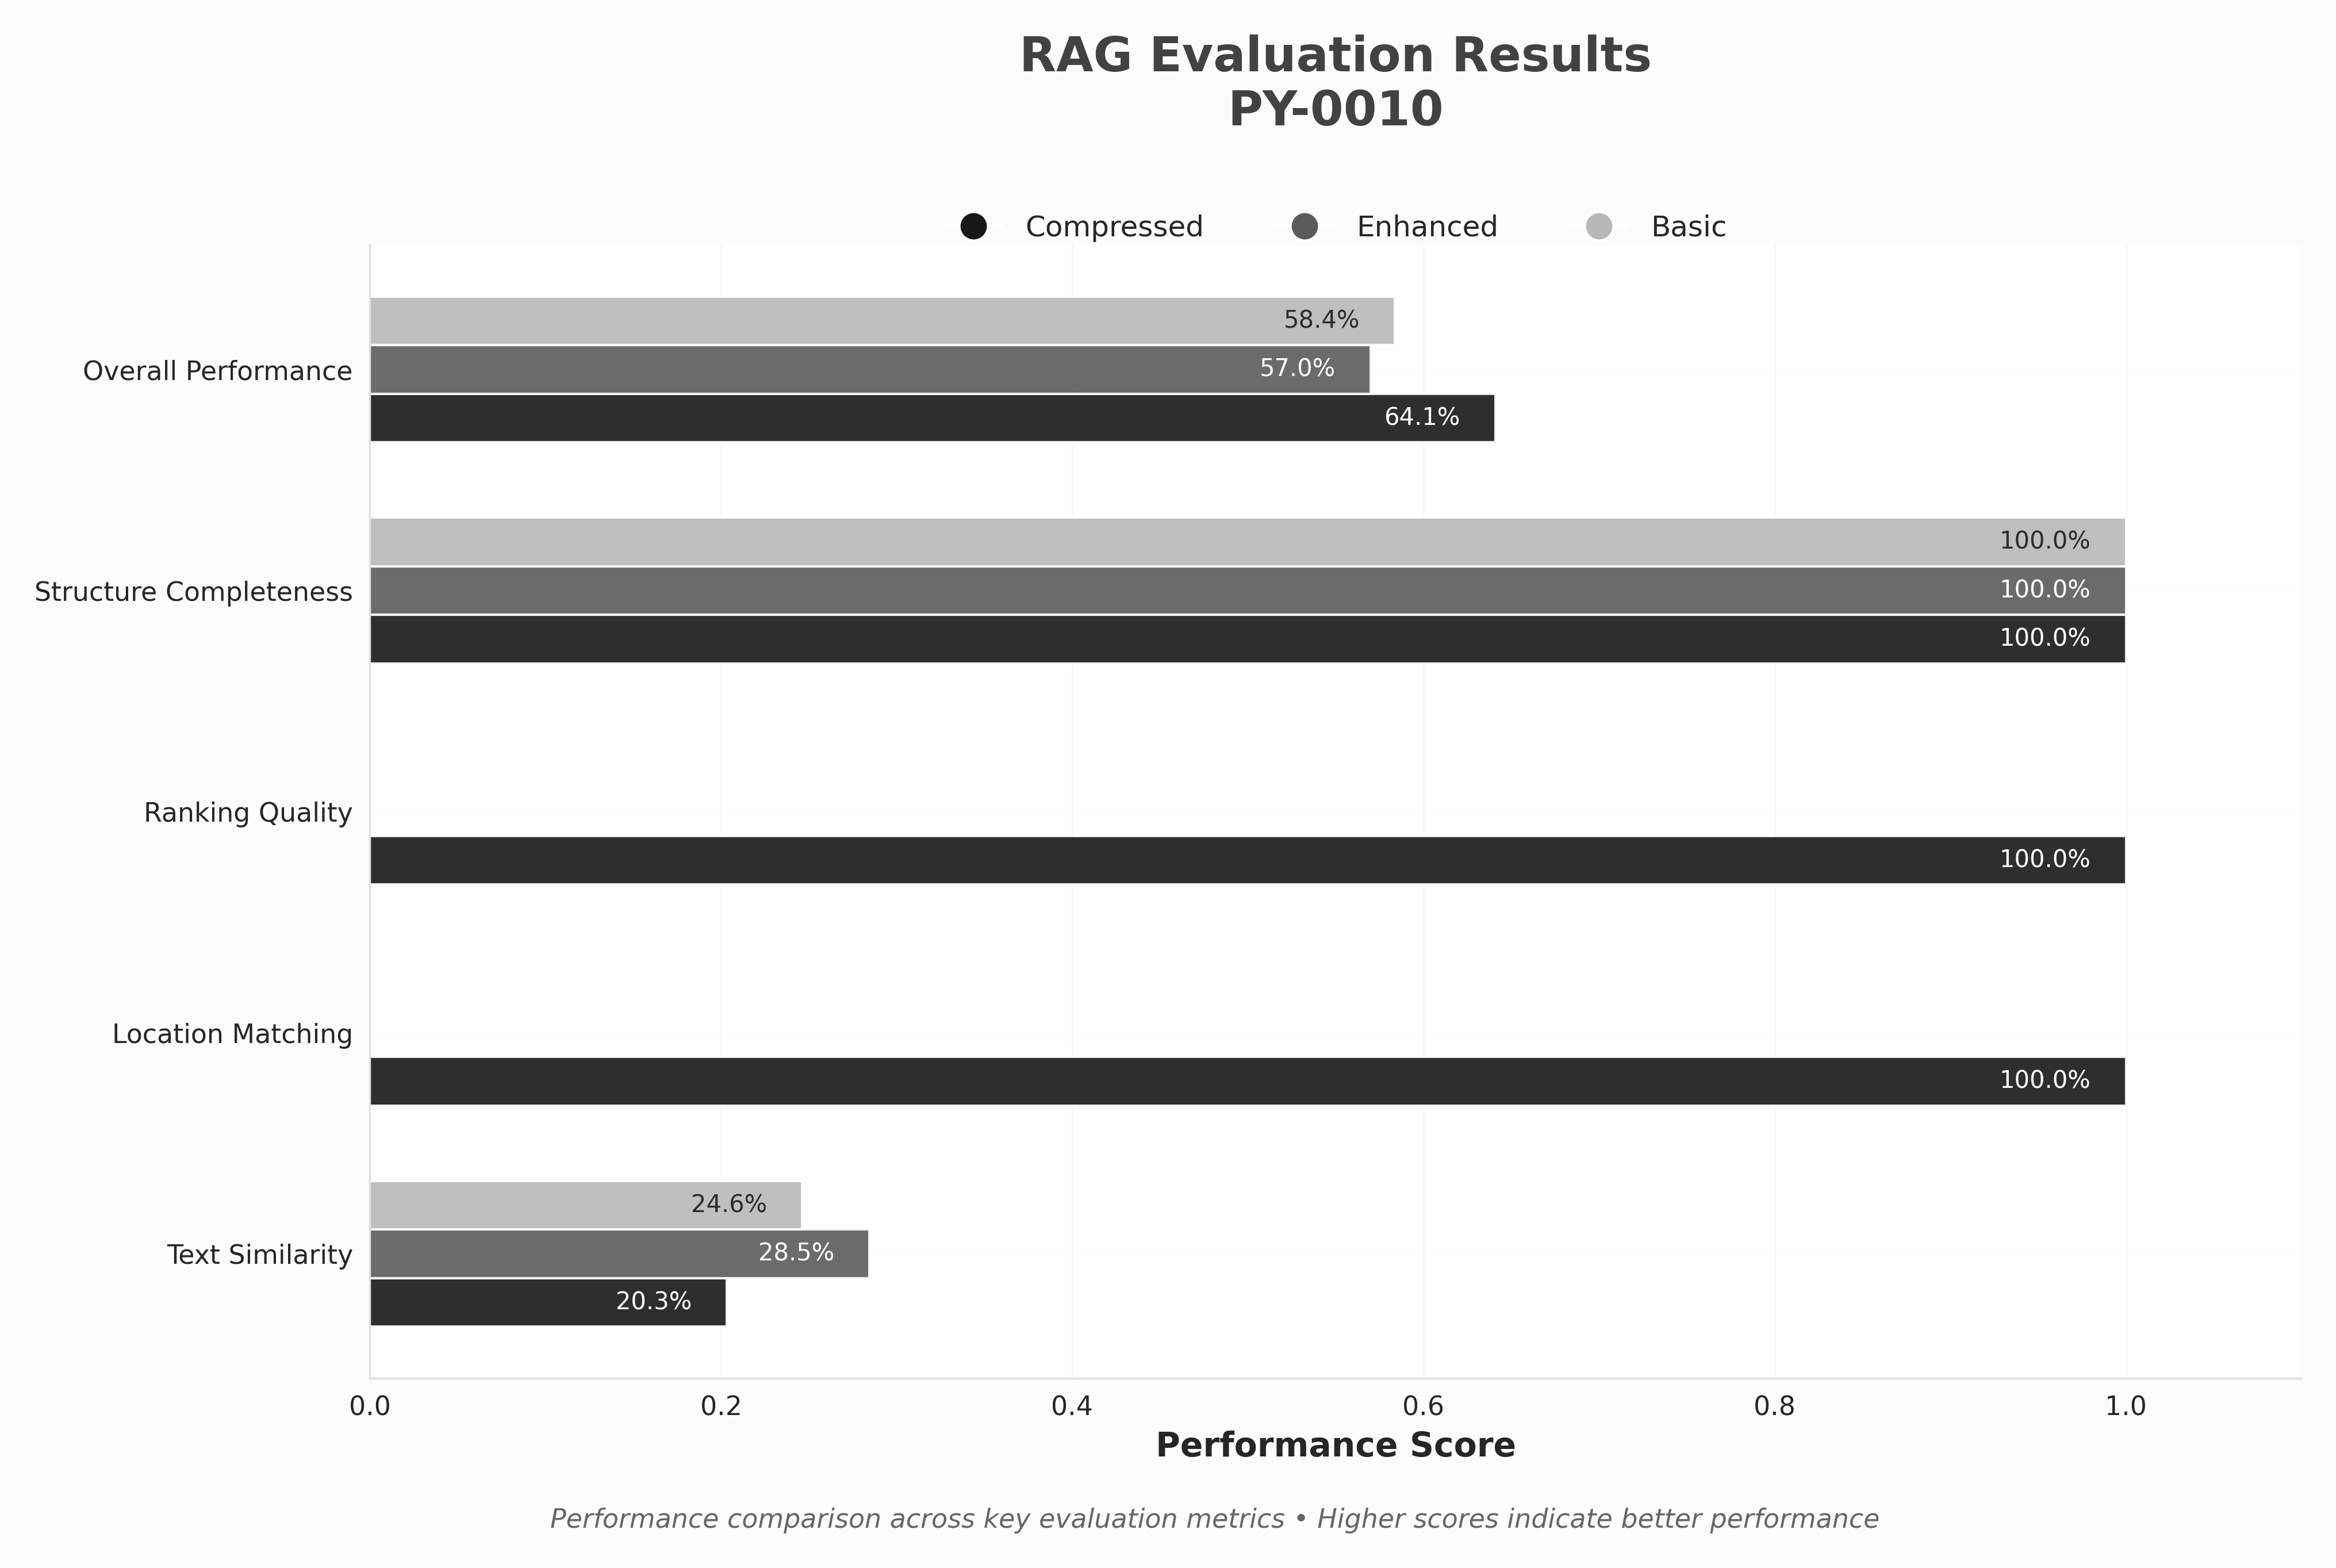 RAG Evaluation Results
PY-0010
Compressed Enhanced Basic
Overall Performance
58.4%
57.0%
64.1%
Structure Completeness
100.0%
100.0%
100.0%
Ranking Quality
100.0%
Location Matching
100.0%
Text Similarity
24.6%
28.5%
20.3%
0.0 0.2 0.4 0.6 0.8 1.0
Performance Score
Performance comparison across key evaluation metrics • Higher scores indicate better performance